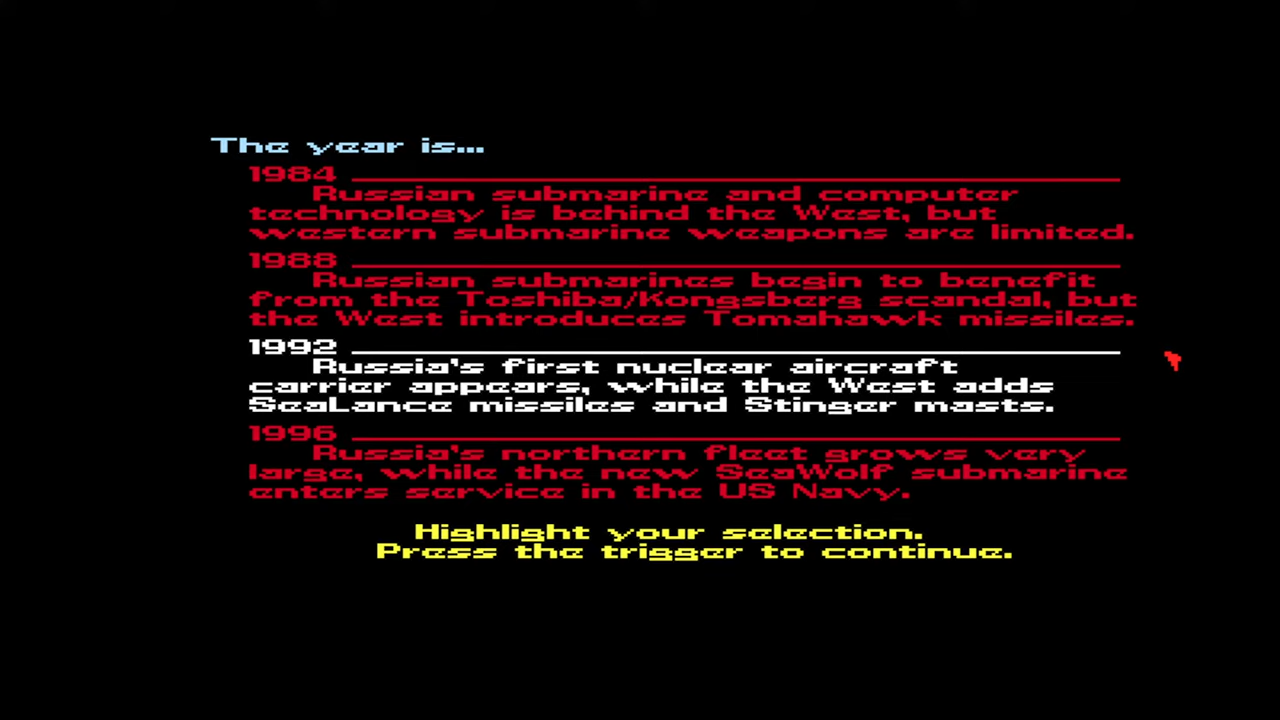 The year is...
1984
Russian submarine and computer
technology is behind the West, but
western submarine weapons are limited.
1988
Russian submarines begin to benefit
from the Toshiba/Kongsberg scandal, but
the West introduces Tomahawk missiles.
1992
Russia's first nuclear aircraft
carrier appears, while the West adds
SeaLance missiles and Stinger masts.
1996
Russia's northern fleet grows very
large, while the new SeaWolf submarine
enters service in the US Navy.
Highlight your selection.
Press the trigger to continue.